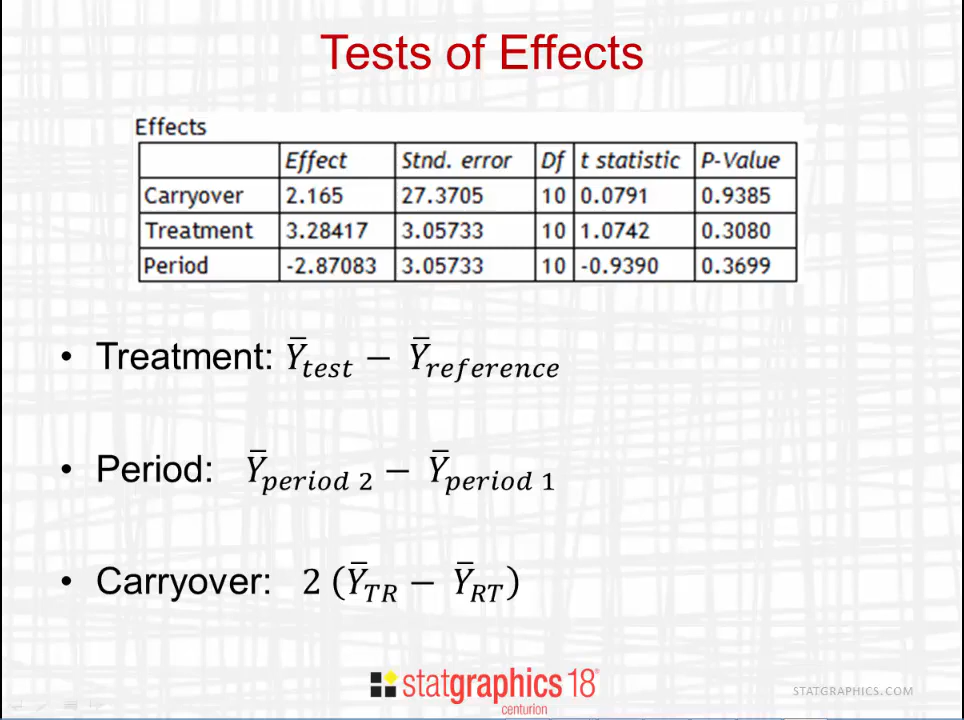 Tests of Effects
Effects
Effect Stnd. error Df t statistic P-Value
Carryover 2.165 27.3705 10 0.0791 0.9385
Treatment 3.28417 3.05733 10 1.0742 0.3080
Period -2.87083 3.05733 10 -0.9390 0.3699
• Treatment: Ȳ_test − Ȳ_reference
• Period: Ȳ_period 2 − Ȳ_period 1
• Carryover: 2 (Ȳ_TR − Ȳ_RT)
statgraphics 18®
centurion
STATGRAPHICS.COM